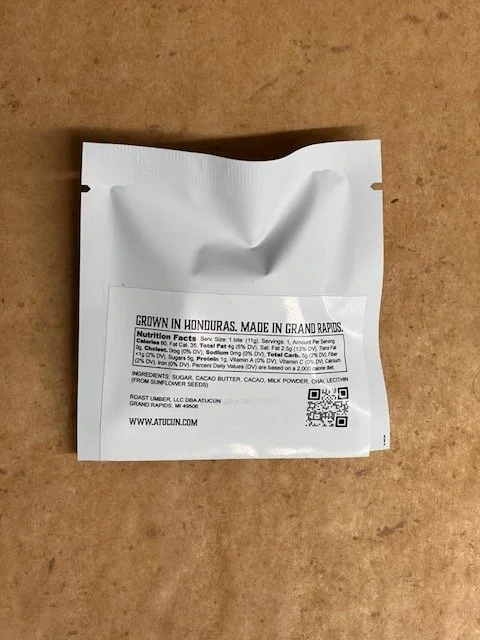 GROWN IN HONDURAS. MADE IN GRAND RAPIDS.
Nutrition Facts Serv. Size: 1 bite (11g), Servings: 1, Amount Per Serving
Calories 60, Fat Cal. 35, Total Fat 4g (6% DV), Sat. Fat 2.5g (13% DV), Trans Fat
0g, Cholest. 0mg (0% DV), Sodium 0mg (0% DV), Total Carb. 5g (2% DV), Fiber
<1g (2% DV), Sugars 5g, Protein 1g, Vitamin A (0% DV), Vitamin C (0% DV), Calcium
(2% DV), Iron (0% DV). Percent Daily Values (DV) are based on a 2,000 calorie diet.
INGREDIENTS: SUGAR, CACAO BUTTER, CACAO, MILK POWDER, CHAI, LECITHIN
(FROM SUNFLOWER SEEDS)
ROAST UMBER, LLC DBA ATUCUN
GRAND RAPIDS, MI 49506
WWW.ATUCUN.COM